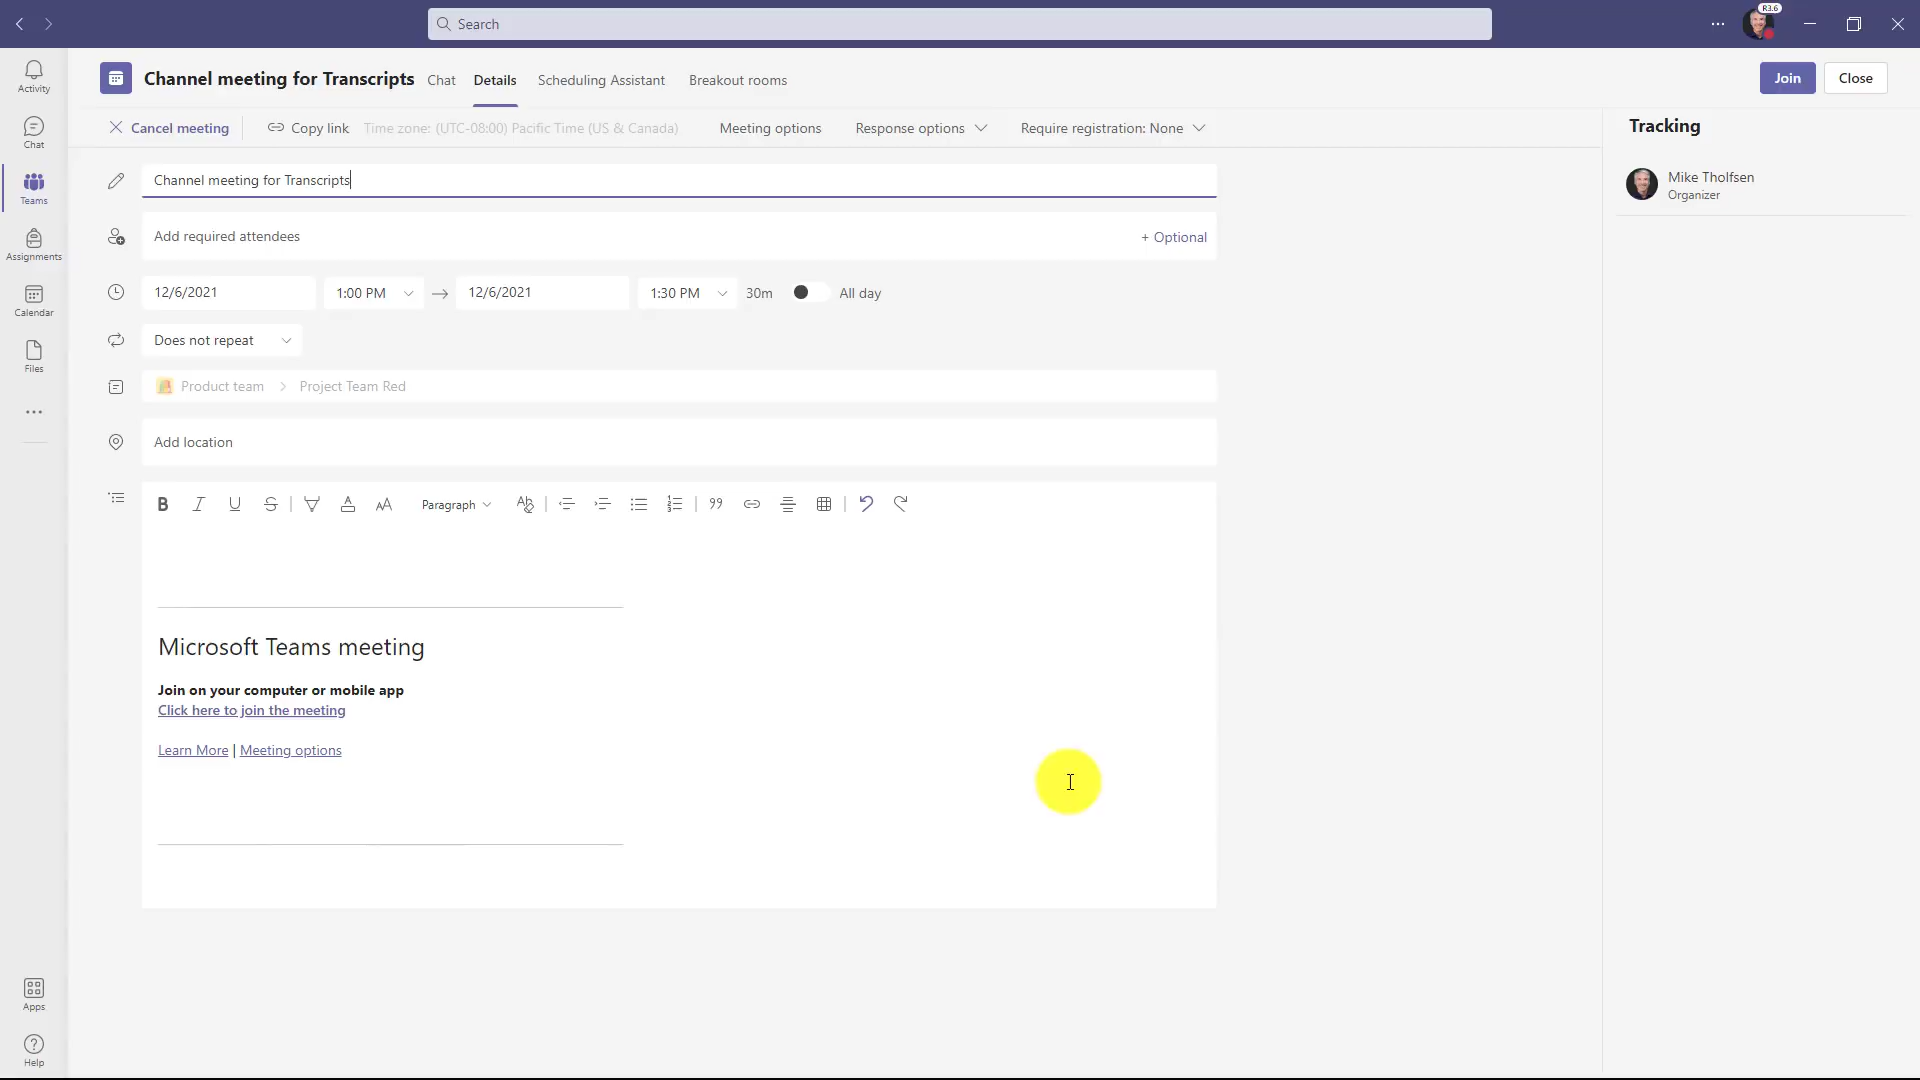 Search
R3.6
Activity
Chat
Teams
Assignments
Calendar
Files
Apps
Help
Channel meeting for Transcripts Chat Details Scheduling Assistant Breakout rooms Join Close
Cancel meeting Copy link Time zone: (UTC-08:00) Pacific Time (US & Canada) Meeting options Response options Require registration: None
Channel meeting for Transcripts
Add required attendees + Optional
12/6/2021 1:00 PM → 12/6/2021 1:30 PM 30m All day
Does not repeat
Product team > Project Team Red
Add location
B I U S AA Paragraph
Microsoft Teams meeting
Join on your computer or mobile app
Click here to join the meeting
Learn More | Meeting options
Tracking
Mike Tholfsen
Organizer